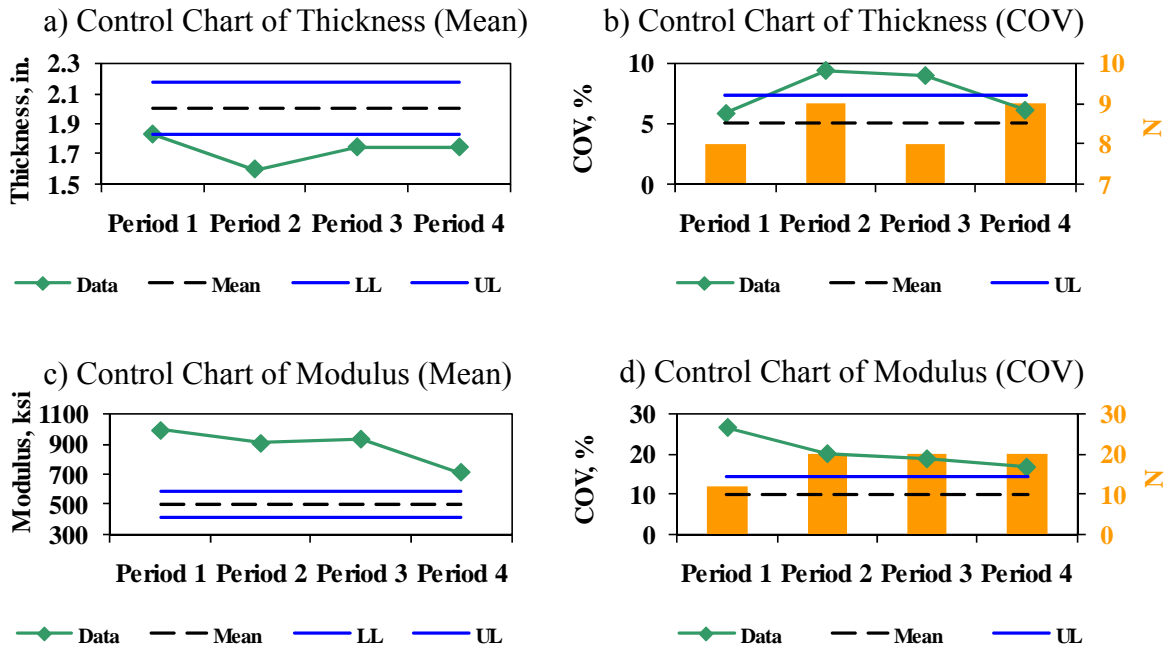 a) Control Chart of Thickness (Mean)
Thickness, in.
2.3
2.1
1.9
1.7
1.5
Period 1 Period 2 Period 3 Period 4
Data Mean LL UL
b) Control Chart of Thickness (COV)
COV, %
10
5
0
10
9
8
7
N
Period 1 Period 2 Period 3 Period 4
Data Mean UL
c) Control Chart of Modulus (Mean)
Modulus, ksi
1100
900
700
500
300
Period 1 Period 2 Period 3 Period 4
Data Mean LL UL
d) Control Chart of Modulus (COV)
COV, %
30
20
10
0
30
20
10
0
N
Period 1 Period 2 Period 3 Period 4
Data Mean UL